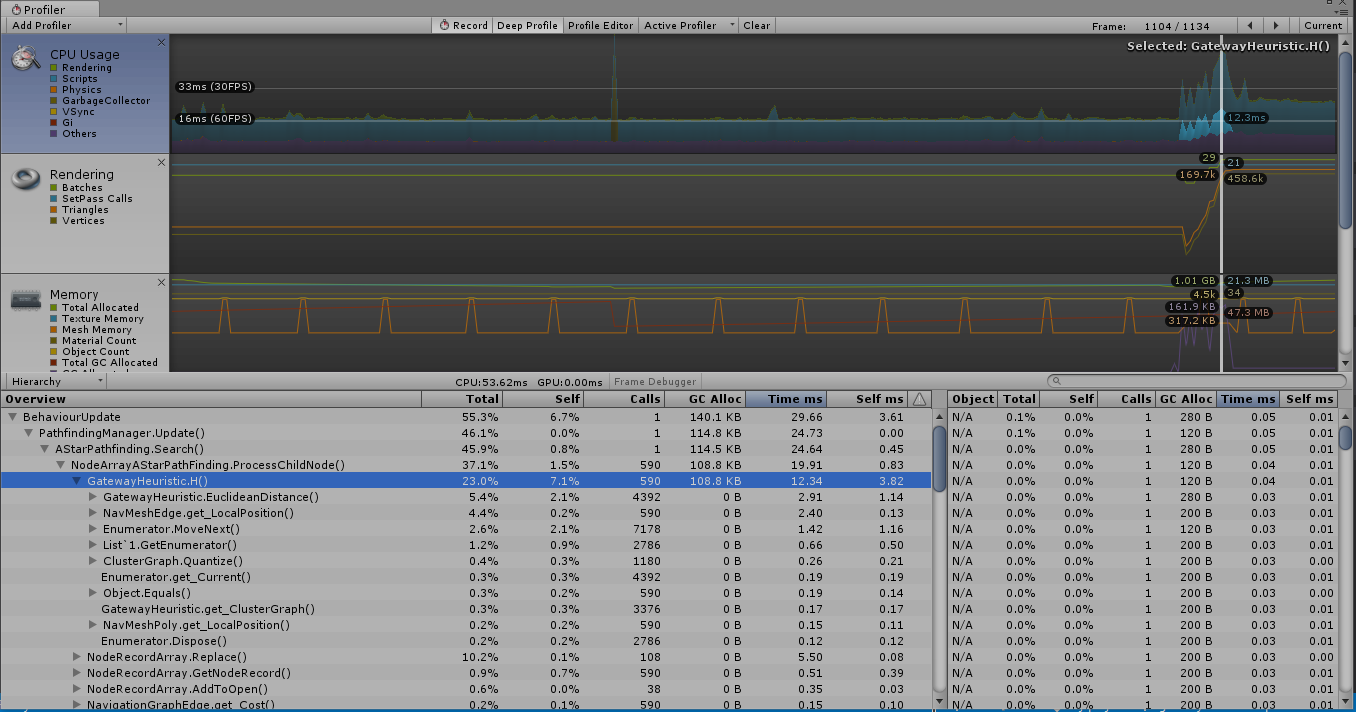 Profiler
Add Profiler Record Deep Profile Profile Editor Active Profiler Clear Frame: 1104 / 1134 Current
CPU Usage
Rendering
Scripts
Physics
GarbageCollector
VSync
Gi
Others
Selected: GatewayHeuristic.H()
33ms (30FPS)
16ms (60FPS)
12.3ms
Rendering
Batches
SetPass Calls
Triangles
Vertices
29 21
169.7k 458.6k
Memory
Total Allocated
Texture Memory
Mesh Memory
Material Count
Object Count
Total GC Allocated
1.01 GB 21.3 MB
4.5k 34
161.9 KB
317.2 KB 47.3 MB
Hierarchy CPU:53.62ms GPU:0.00ms Frame Debugger
Overview Total Self Calls GC Alloc Time ms Self ms Object Total Self Calls GC Alloc Time ms Self ms
BehaviourUpdate 55.3% 6.7% 1 140.1 KB 29.66 3.61 N/A 0.1% 0.0% 1 280 B 0.05 0.01
PathfindingManager.Update() 46.1% 0.0% 1 114.8 KB 24.73 0.00 N/A 0.1% 0.0% 1 120 B 0.05 0.01
AStarPathfinding.Search() 45.9% 0.8% 1 114.5 KB 24.64 0.45 N/A 0.0% 0.0% 1 280 B 0.05 0.01
NodeArrayAStarPathFinding.ProcessChildNode() 37.1% 1.5% 590 108.8 KB 19.91 0.83 N/A 0.0% 0.0% 1 120 B 0.04 0.01
GatewayHeuristic.H() 23.0% 7.1% 590 108.8 KB 12.34 3.82 N/A 0.0% 0.0% 1 120 B 0.04 0.01
GatewayHeuristic.EuclideanDistance() 5.4% 2.1% 4392 0 B 2.91 1.14 N/A 0.0% 0.0% 1 280 B 0.03 0.01
NavMeshEdge.get_LocalPosition() 4.4% 0.2% 590 0 B 2.40 0.13 N/A 0.0% 0.0% 1 120 B 0.03 0.01
Enumerator.MoveNext() 2.6% 2.1% 7178 0 B 1.42 1.16 N/A 0.0% 0.0% 1 120 B 0.03 0.01
List`1.GetEnumerator() 1.2% 0.9% 2786 0 B 0.66 0.50 N/A 0.0% 0.0% 1 200 B 0.03 0.01
ClusterGraph.Quantize() 0.4% 0.3% 1180 0 B 0.26 0.21 N/A 0.0% 0.0% 1 200 B 0.03 0.00
Enumerator.get_Current() 0.3% 0.3% 4392 0 B 0.19 0.19 N/A 0.0% 0.0% 1 200 B 0.03 0.01
Object.Equals() 0.3% 0.2% 590 0 B 0.19 0.14 N/A 0.0% 0.0% 1 200 B 0.03 0.00
GatewayHeuristic.get_ClusterGraph() 0.3% 0.3% 3376 0 B 0.17 0.17 N/A 0.0% 0.0% 1 200 B 0.03 0.01
NavMeshPoly.get_LocalPosition() 0.2% 0.2% 590 0 B 0.15 0.11 N/A 0.0% 0.0% 1 200 B 0.03 0.01
Enumerator.Dispose() 0.2% 0.2% 2786 0 B 0.12 0.12 N/A 0.0% 0.0% 1 200 B 0.03 0.01
NodeRecordArray.Replace() 10.2% 0.1% 108 0 B 5.50 0.08 N/A 0.0% 0.0% 1 200 B 0.03 0.00
NodeRecordArray.GetNodeRecord() 0.9% 0.7% 590 0 B 0.51 0.39 N/A 0.0% 0.0% 1 200 B 0.03 0.01
NodeRecordArray.AddToOpen() 0.6% 0.0% 38 0 B 0.35 0.03 N/A 0.0% 0.0% 1 200 B 0.03 0.01
NavigationGraphEdge.get_Cost() 0.2% 0.1% 590 0 B 0.15 0.10 N/A 0.0% 0.0% 1 200 B 0.03 0.01